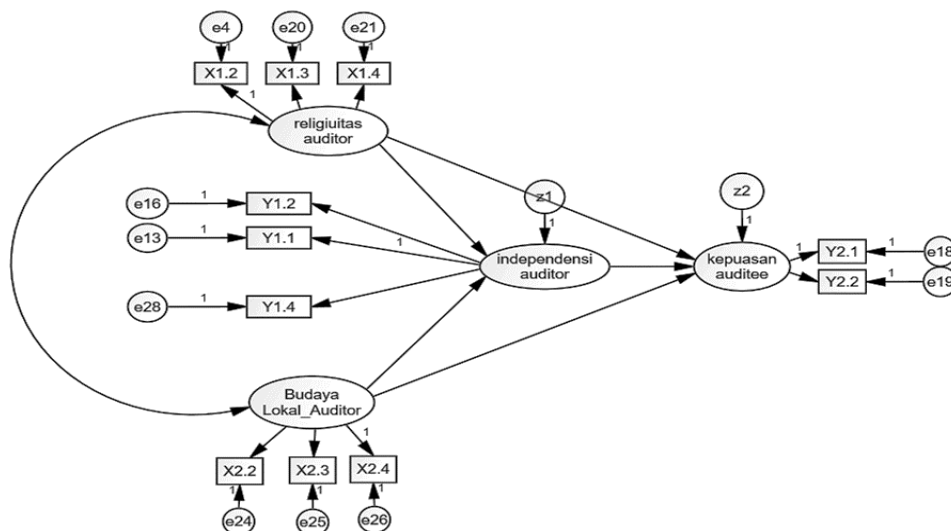 e4 e20 e21
1 1 1
X1.2 X1.3 X1.4
1
religiuitas
auditor
e16 1 Y1.2
z1 z2
e13 1 Y1.1 1 1 1
independensi
auditor
kepuasan
auditee
1 Y2.1 1 e18
Y2.2 1 e19
e28 1 Y1.4
Budaya
Lokal_Auditor
1
X2.2 X2.3 X2.4
1 1 1
e24 e25 e26